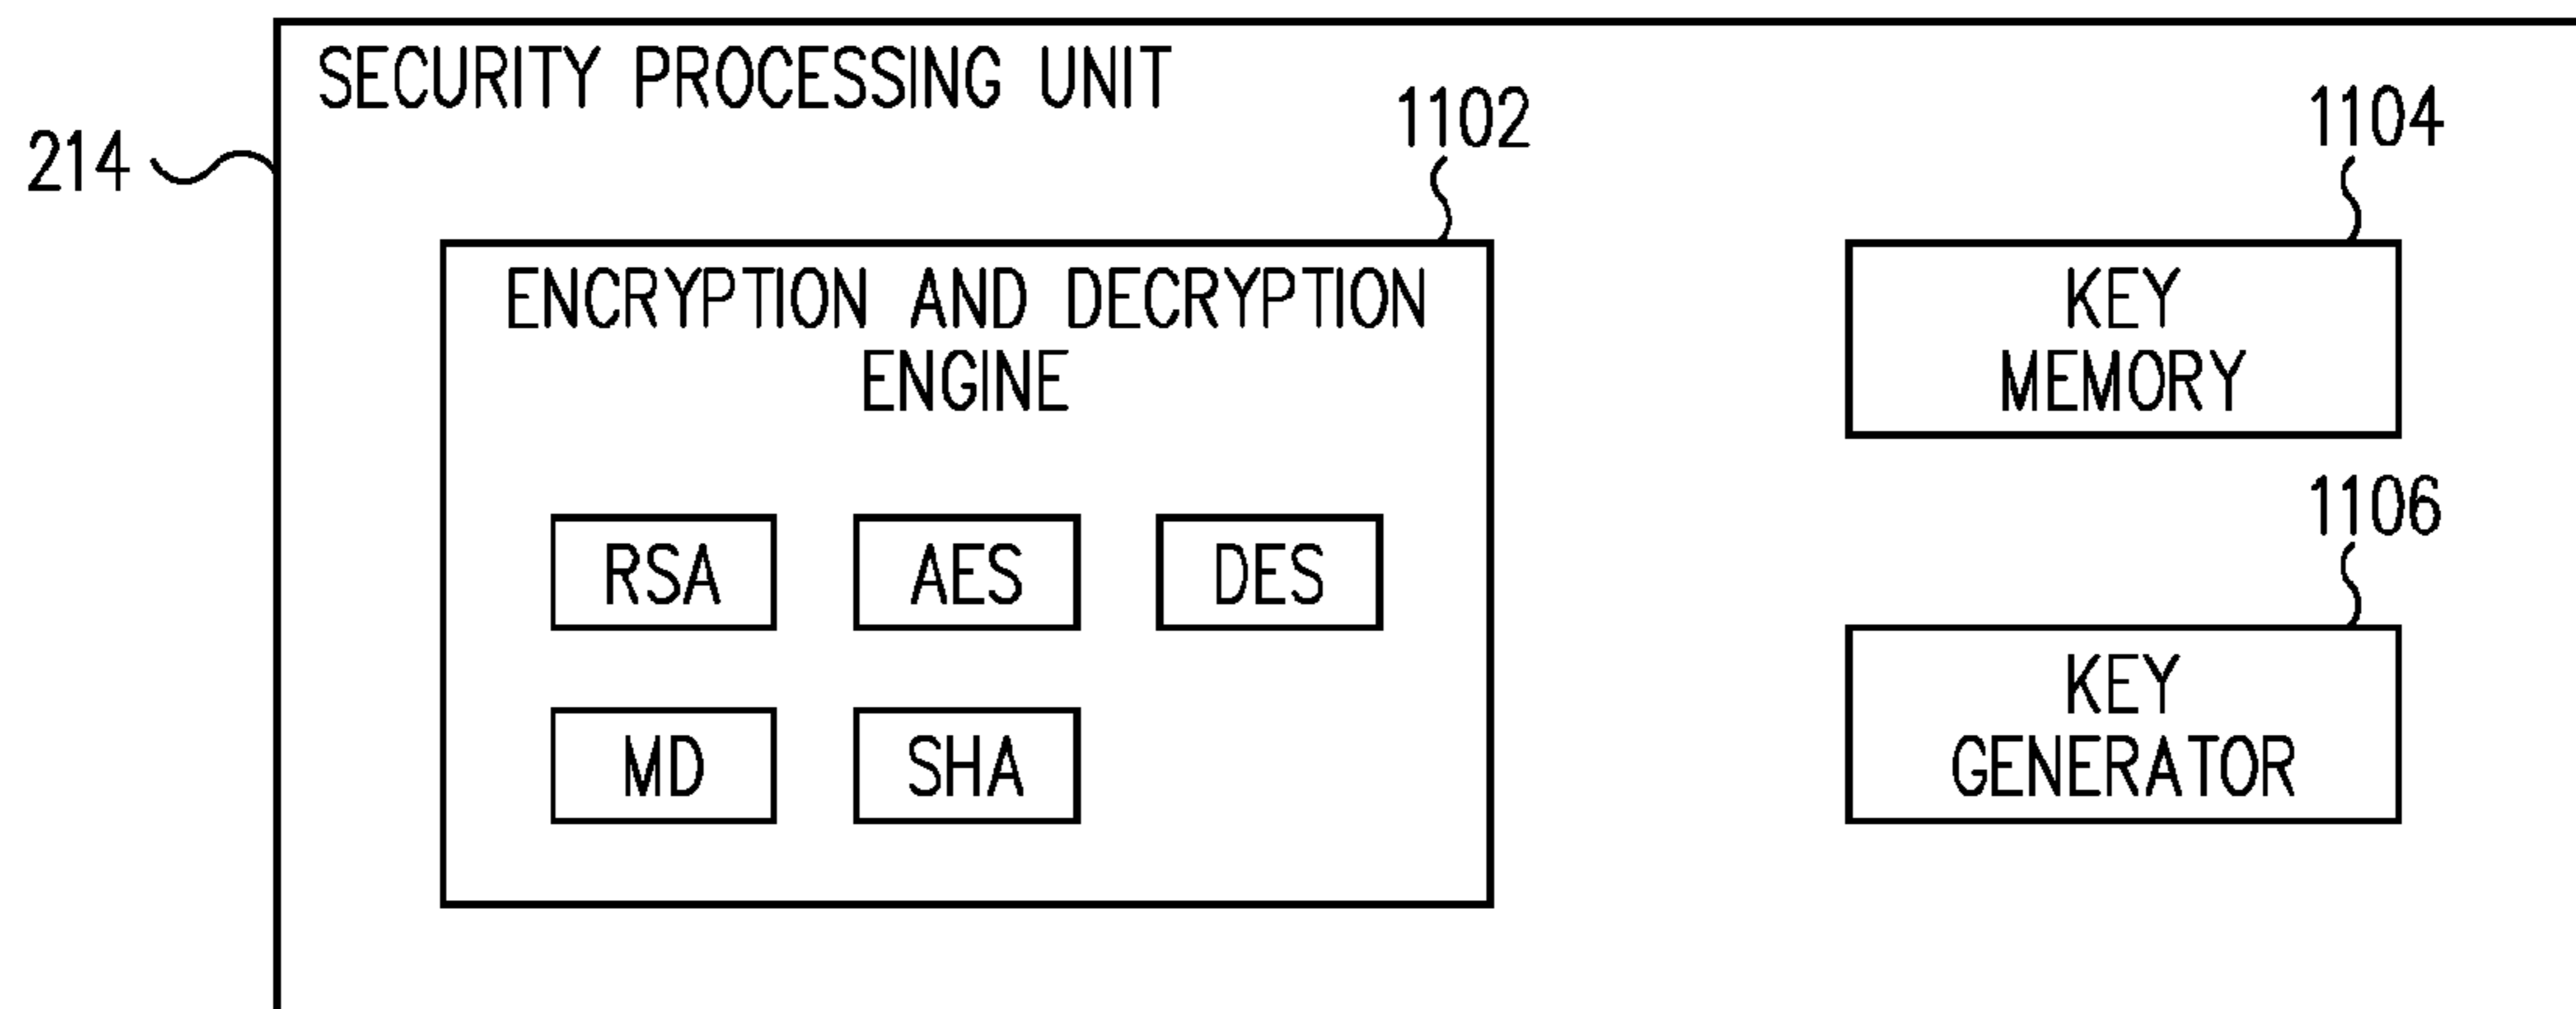 SECURITY PROCESSING UNIT
214
1102
1104
ENCRYPTION AND DECRYPTION
ENGINE
KEY
MEMORY
RSA AES DES
1106
MD SHA
KEY
GENERATOR